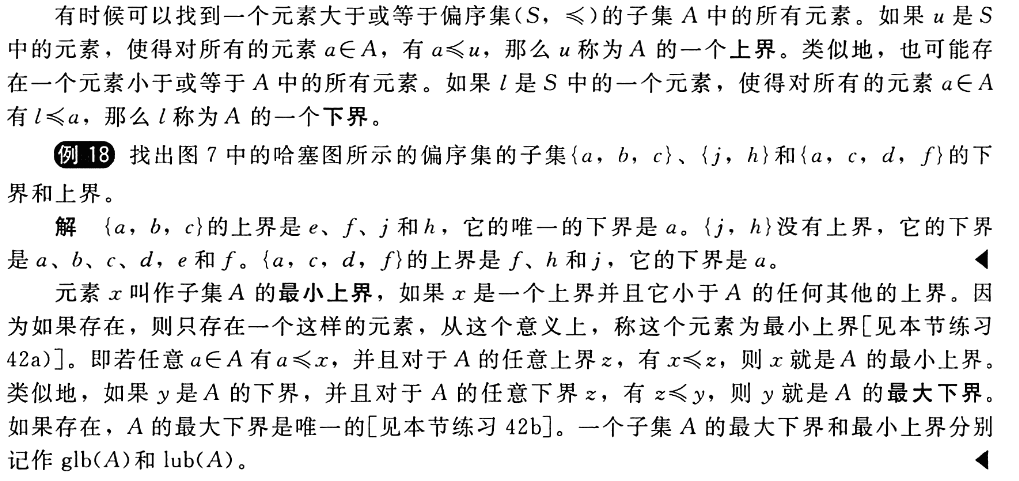 有时候可以找到一个元素大于或等于偏序集(S，≼)的子集 A 中的所有元素。如果 u 是 S
中的元素，使得对所有的元素 a∈A，有 a≼u，那么 u 称为 A 的一个上界。类似地，也可能存
在一个元素小于或等于 A 中的所有元素。如果 l 是 S 中的一个元素，使得对所有的元素 a∈A
有 l≼a，那么 l 称为 A 的一个下界。
例 18 找出图 7 中的哈塞图所示的偏序集的子集{a，b，c}、{j，h}和{a，c，d，f}的下
界和上界。
解 {a，b，c}的上界是 e、f、j 和 h，它的唯一的下界是 a。{j，h}没有上界，它的下界
是 a、b、c、d，e 和 f。{a，c，d，f}的上界是 f、h 和 j，它的下界是 a。 ◀
元素 x 叫作子集 A 的最小上界，如果 x 是一个上界并且它小于 A 的任何其他的上界。因
为如果存在，则只存在一个这样的元素，从这个意义上，称这个元素为最小上界[见本节练习
42a)]。即若任意 a∈A 有 a≼x，并且对于 A 的任意上界 z，有 x≼z，则 x 就是 A 的最小上界。
类似地，如果 y 是 A 的下界，并且对于 A 的任意下界 z，有 z≼y，则 y 就是 A 的最大下界。
如果存在，A 的最大下界是唯一的[见本节练习 42b]。一个子集 A 的最大下界和最小上界分别
记作 glb(A)和 lub(A)。 ◀